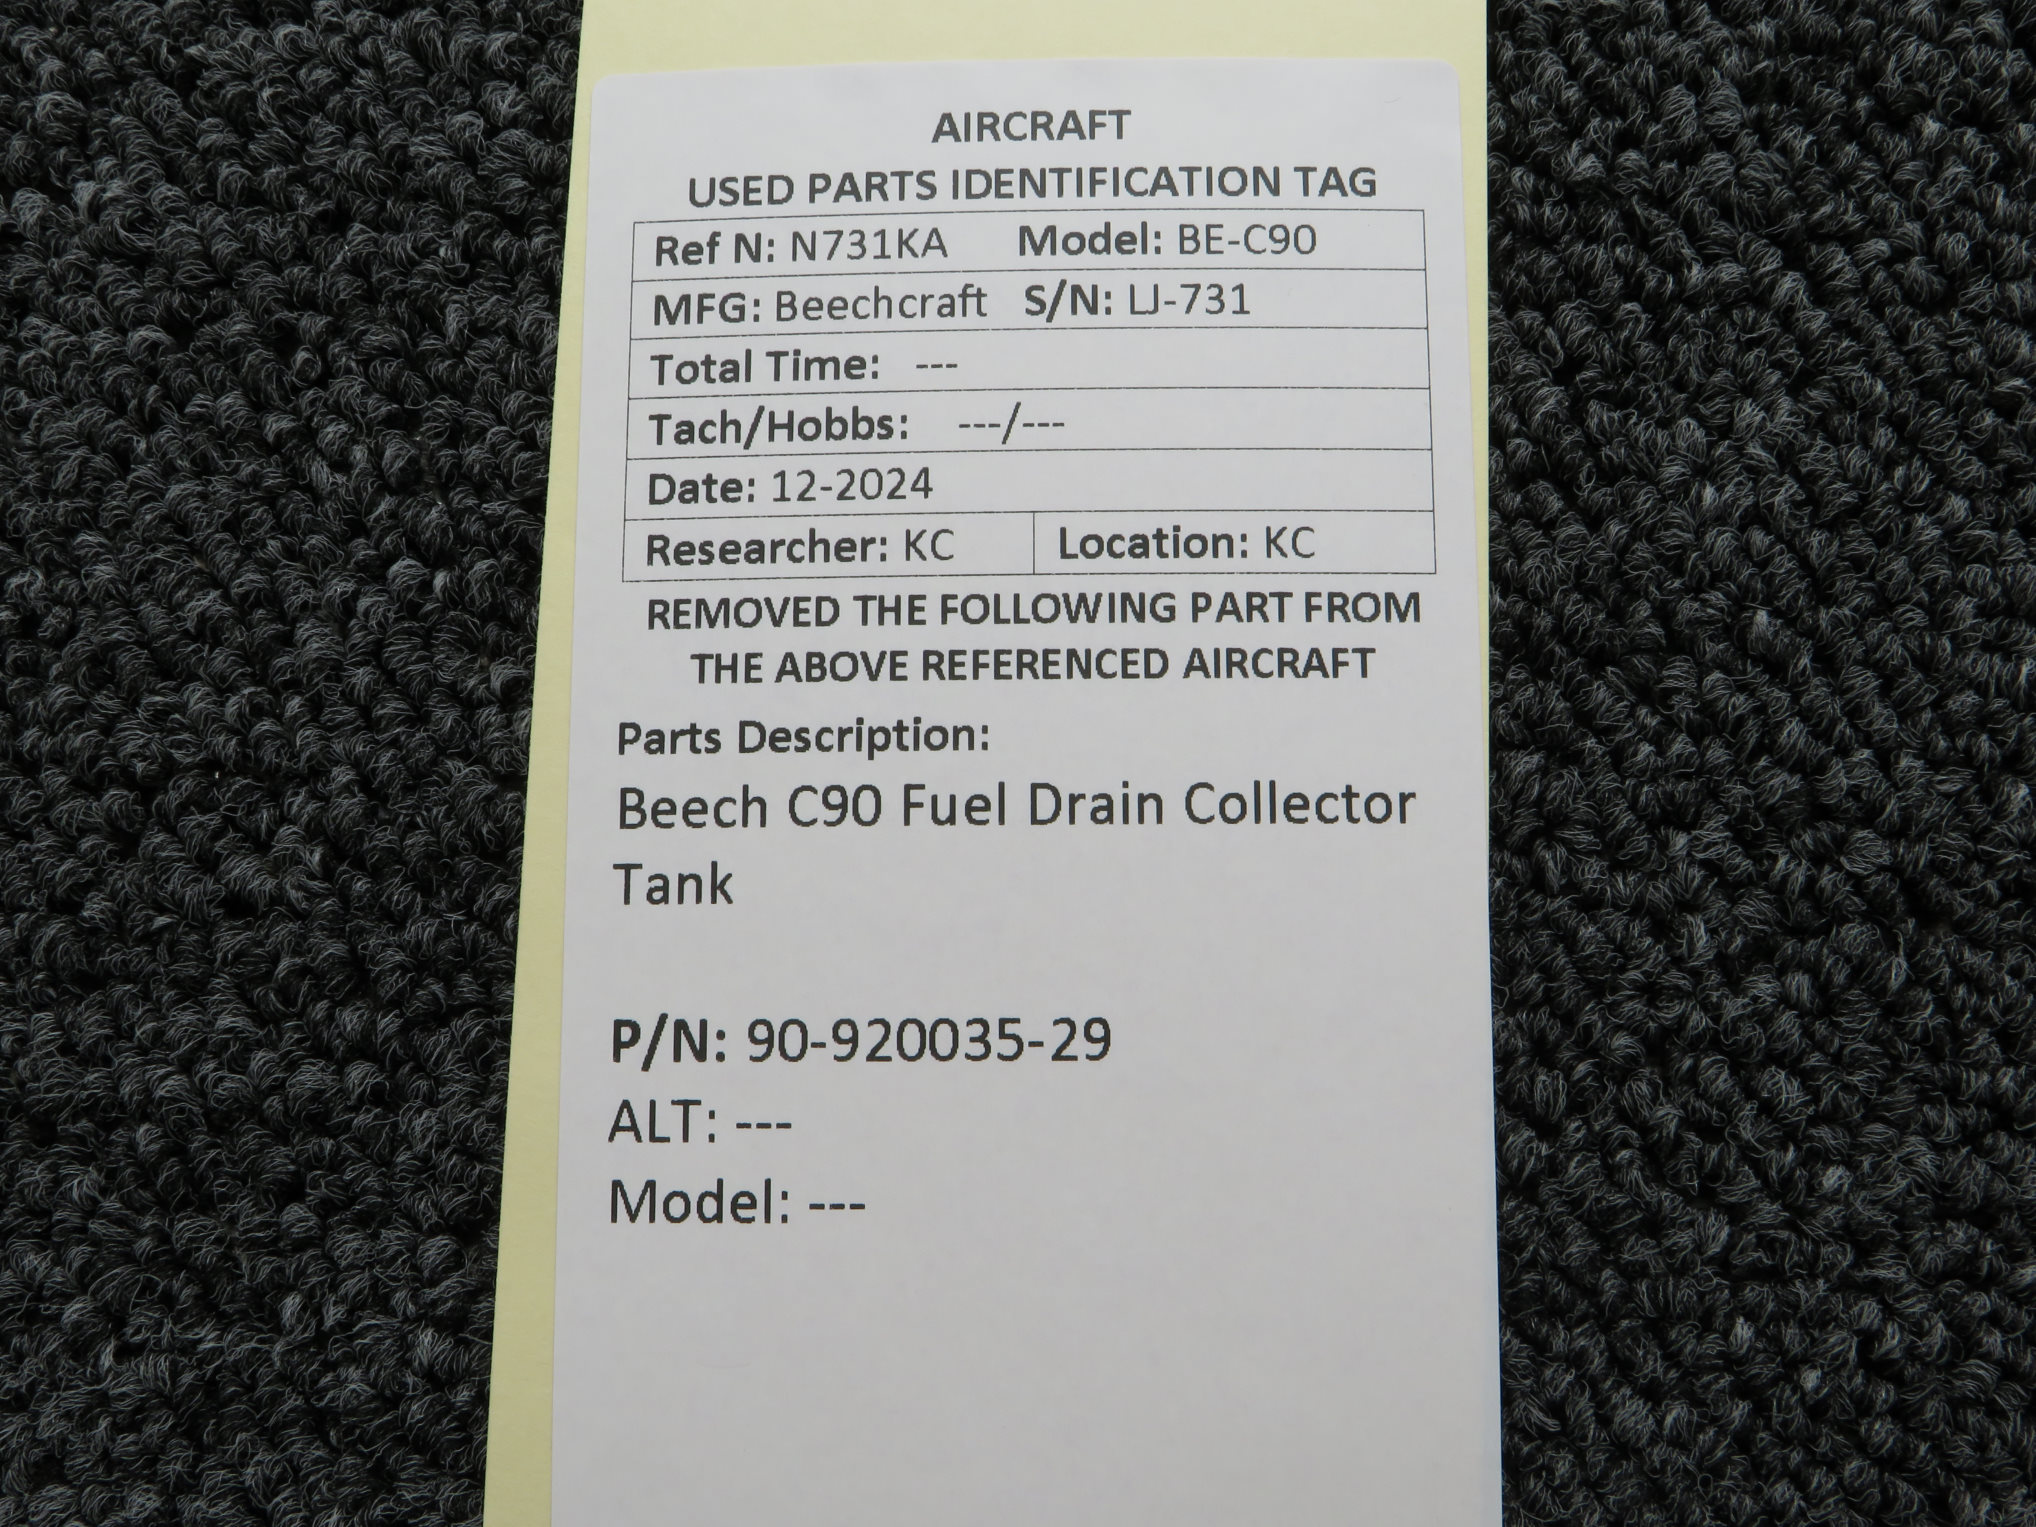 AIRCRAFT
USED PARTS IDENTIFICATION TAG
Ref N: N731KA Model: BE-C90
MFG: Beechcraft S/N: LJ-731
Total Time: ---
Tach/Hobbs: ---/---
Date: 12-2024
Researcher: KC Location: KC
REMOVED THE FOLLOWING PART FROM
THE ABOVE REFERENCED AIRCRAFT
Parts Description:
Beech C90 Fuel Drain Collector
Tank
P/N: 90-920035-29
ALT: ---
Model: ---